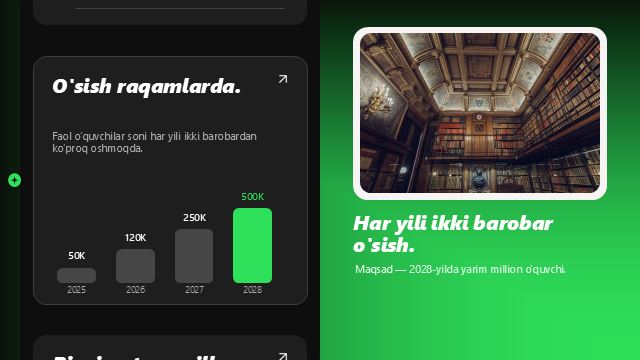 O'sish raqamlarda.
Faol o'quvchilar soni har yili ikki barobardan
ko'proq oshmoqda.
500K
250K
120K
50K
2025
2026
2027
2028
Har yili ikki barobar
o'sish.
Maqsad — 2028-yilda yarim million o'quvchi.